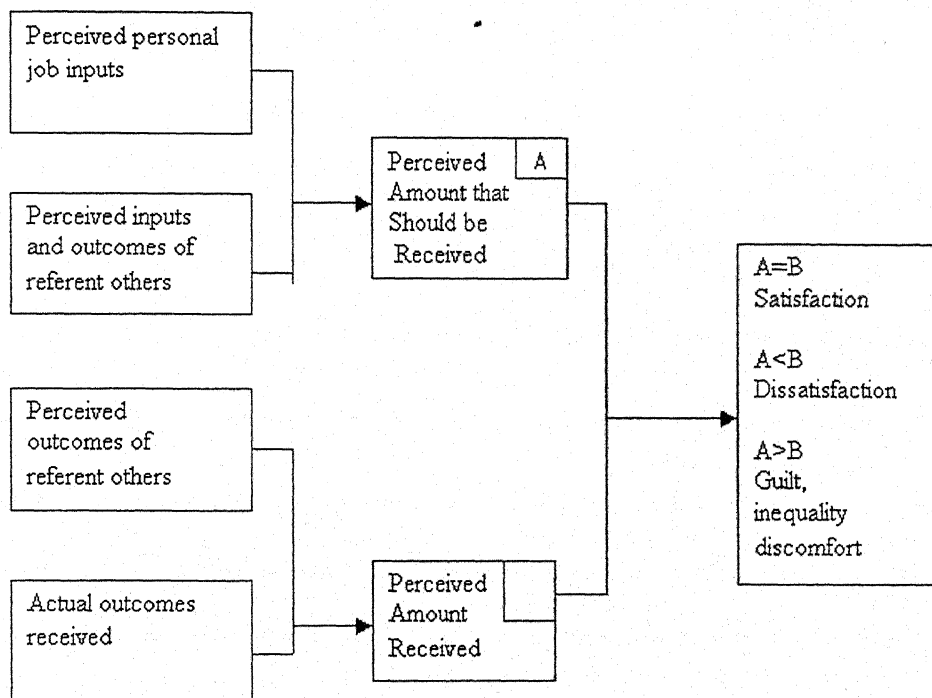 Perceived personal
job inputs
Perceived inputs
and outcomes of
referent others
Perceived
outcomes of
referent others
Actual outcomes
received
Perceived
Amount that
Should be
Received
A
Perceived
Amount
Received
A=B
Satisfaction
A<B
Dissatisfaction
A>B
Guilt,
inequality
discomfort